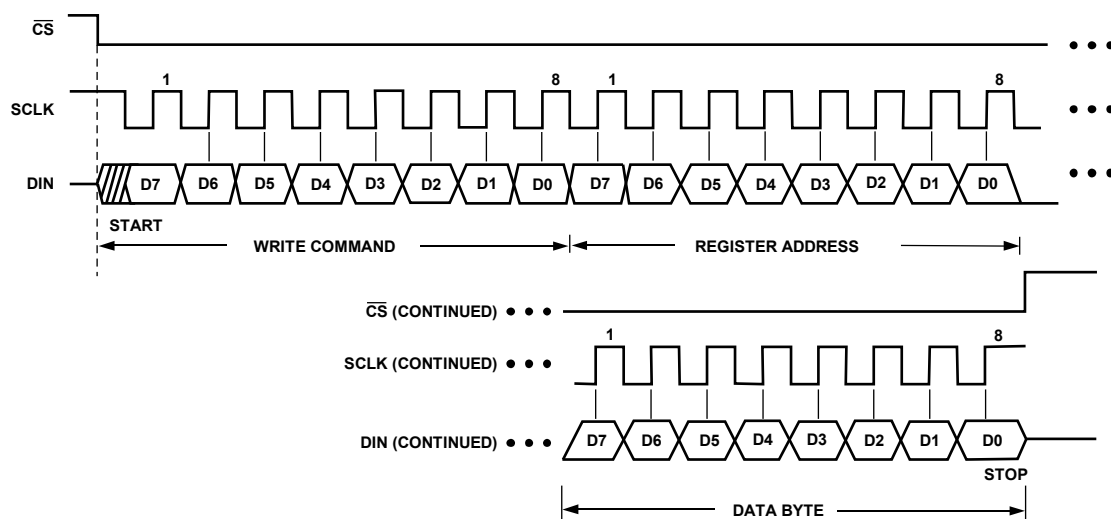 CS
1 8 1 8
SCLK
DIN D7 D6 D5 D4 D3 D2 D1 D0 D7 D6 D5 D4 D3 D2 D1 D0
START
WRITE COMMAND REGISTER ADDRESS
CS (CONTINUED)
1 8
SCLK (CONTINUED)
DIN (CONTINUED) D7 D6 D5 D4 D3 D2 D1 D0
STOP
DATA BYTE